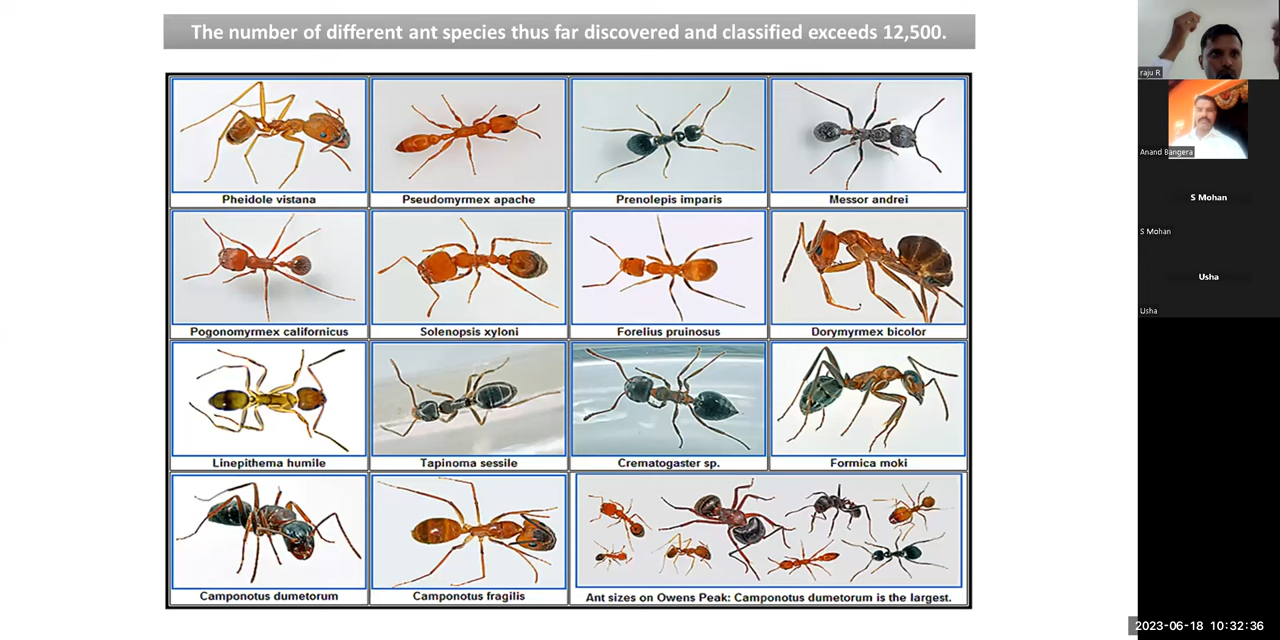 The number of different ant species thus far discovered and classified exceeds 12,500.
Pheidole vistana
Pseudomyrmex apache
Prenolepis imparis
Messor andrei
Pogonomyrmex californicus
Solenopsis xyloni
Forelius pruinosus
Dorymyrmex bicolor
Linepithema humile
Tapinoma sessile
Crematogaster sp.
Formica moki
Camponotus dumetorum
Camponotus fragilis
Ant sizes on Owens Peak: Camponotus dumetorum is the largest.
raju R
Anand Bangera
S Mohan
S Mohan
Usha
Usha
2023-06-18 10:32:36